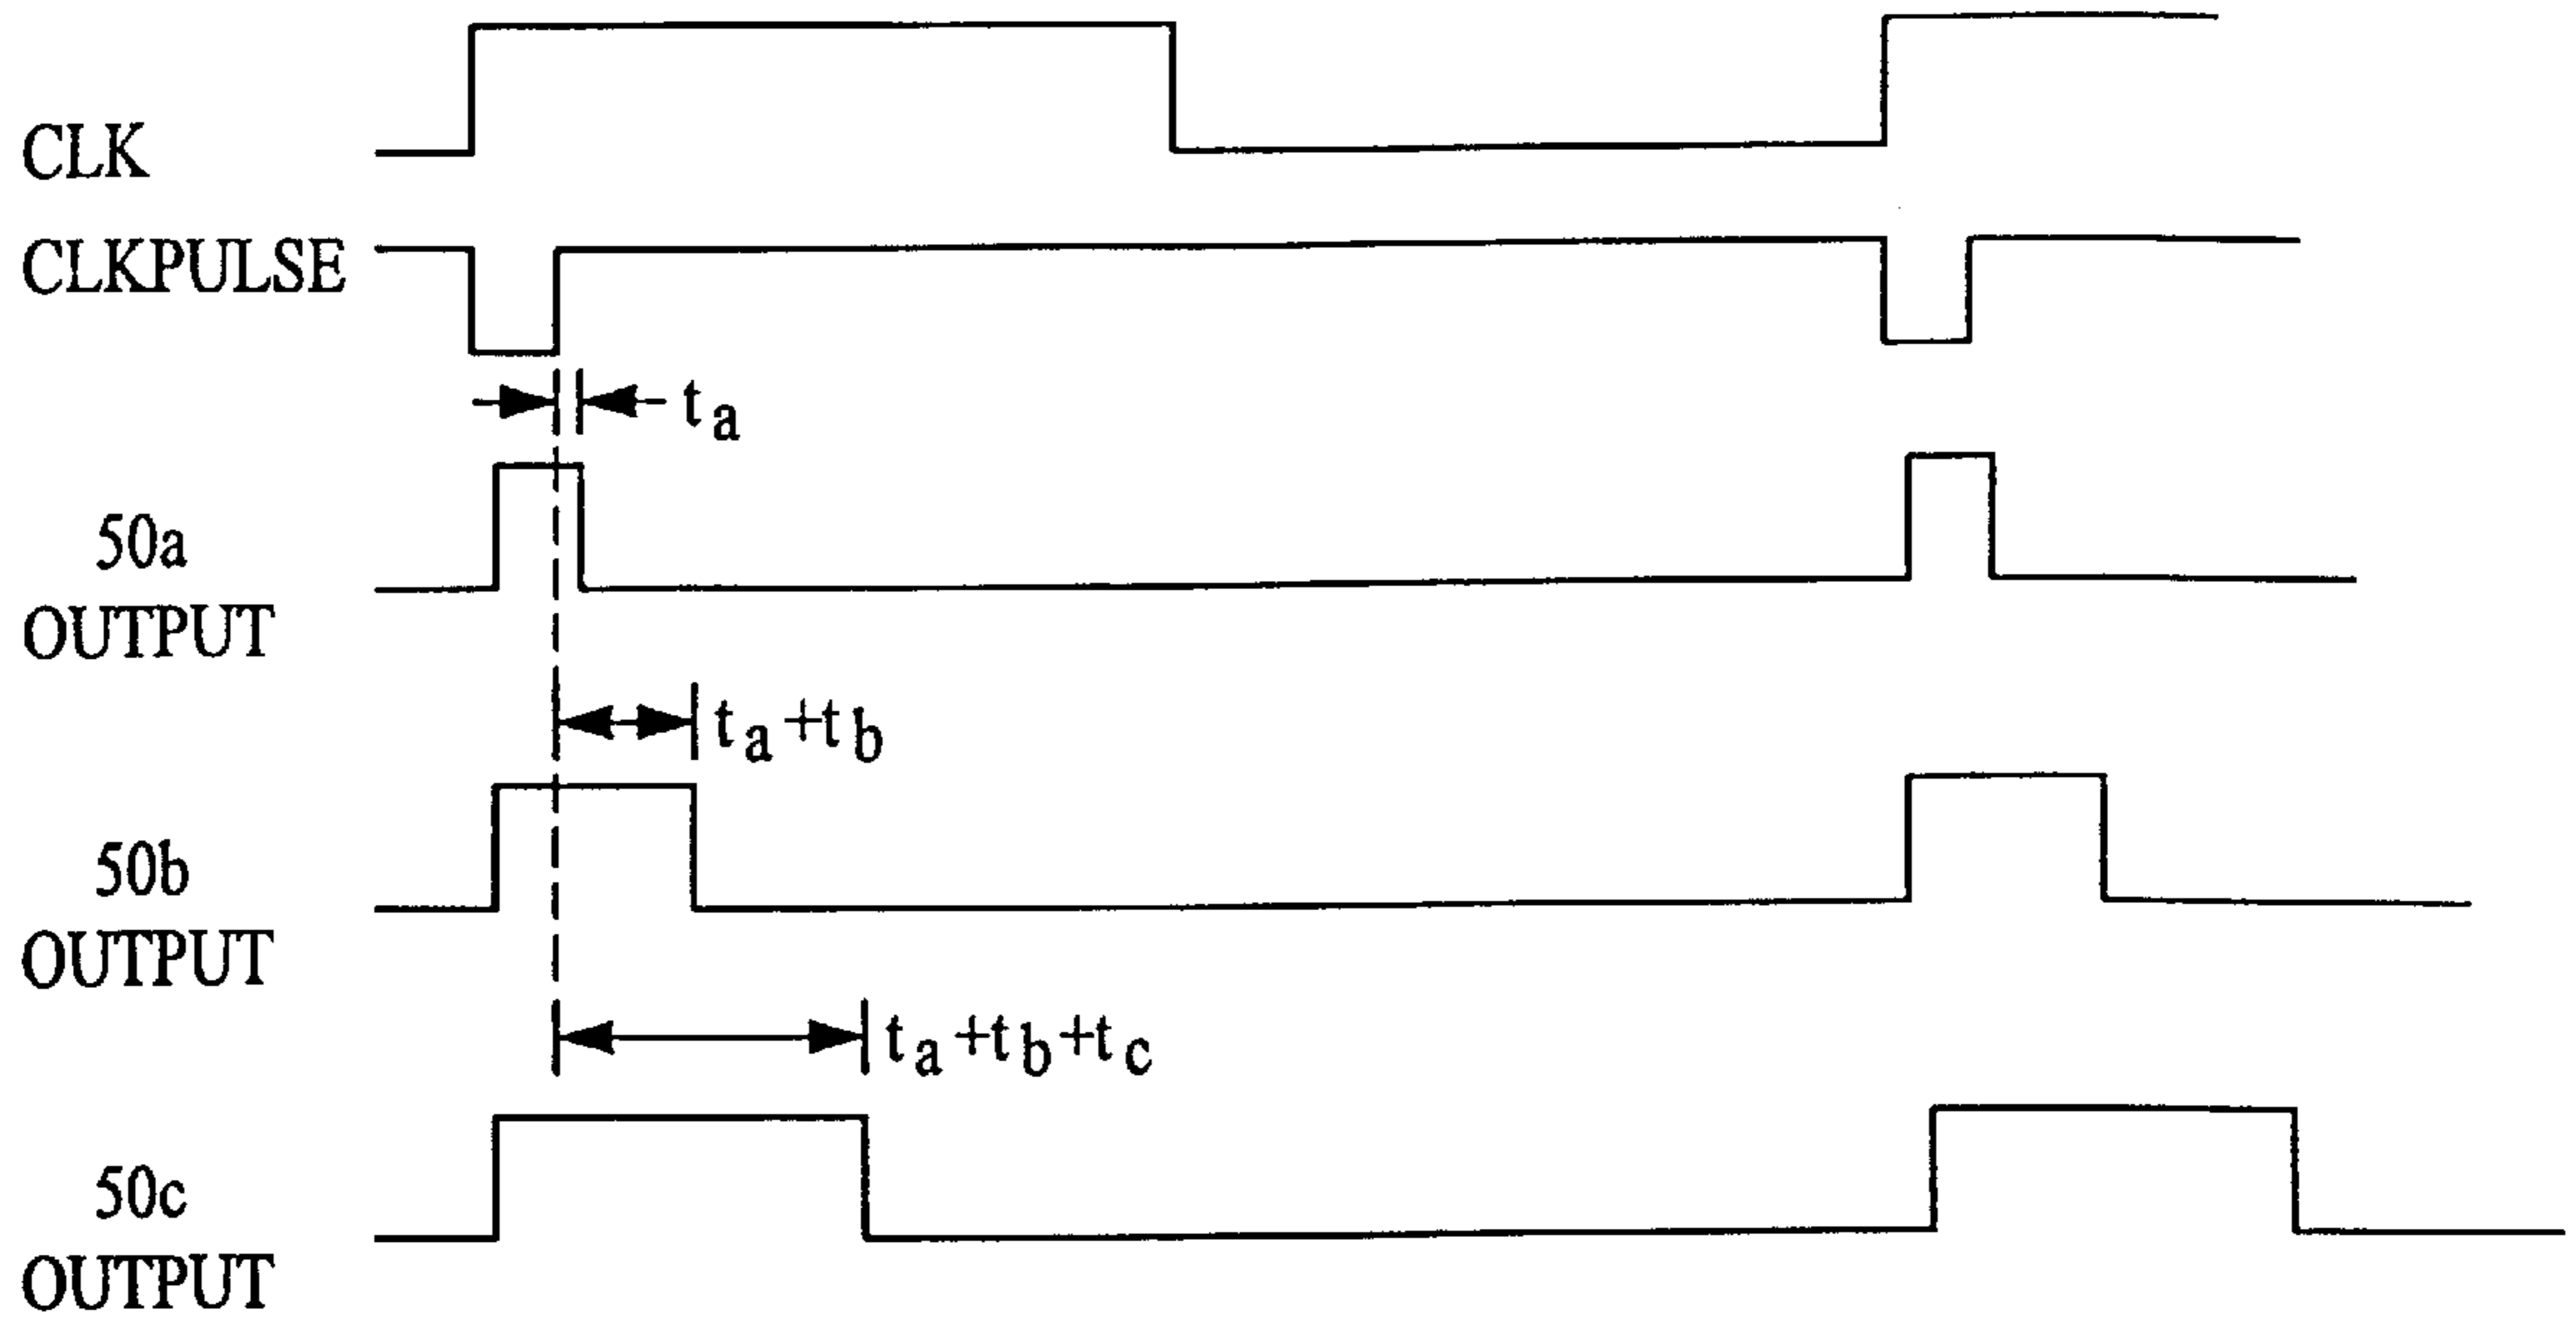 CLK
CLKPULSE
ta
50a
OUTPUT
ta+tb
50b
OUTPUT
ta+tb+tc
50c
OUTPUT